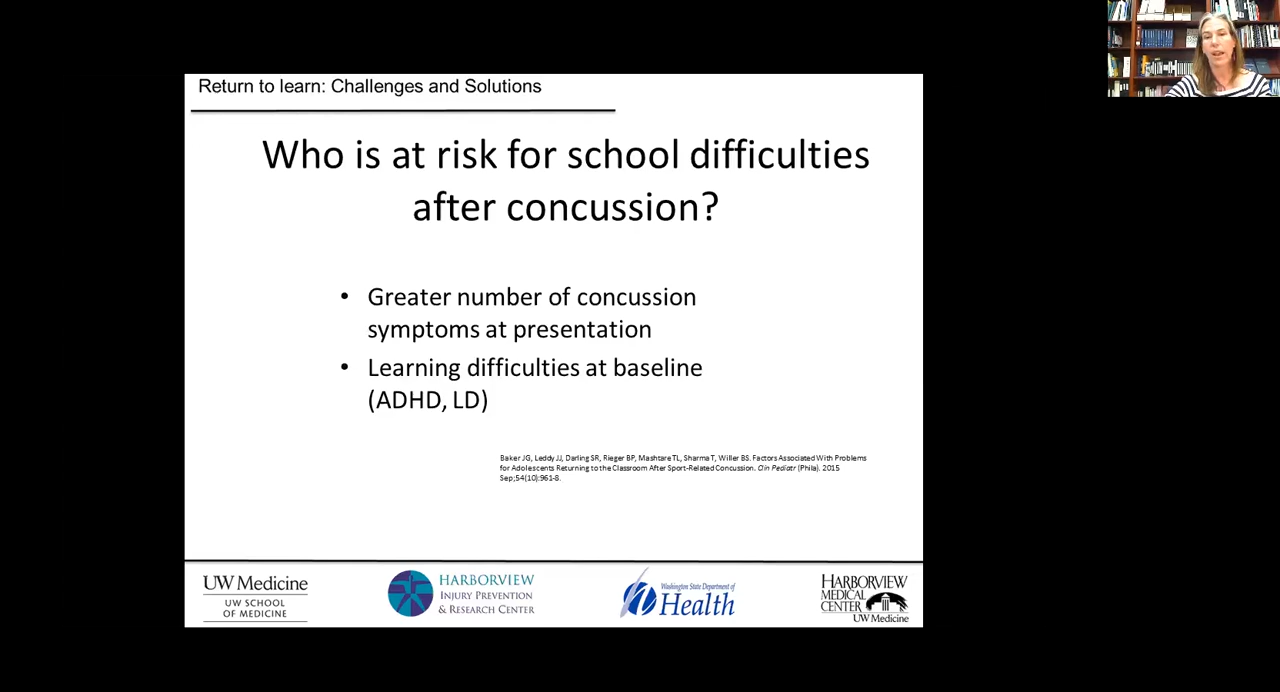 Return to learn: Challenges and Solutions
Who is at risk for school difficulties
after concussion?
• Greater number of concussion
symptoms at presentation
• Learning difficulties at baseline
(ADHD, LD)
Baker JG, Leddy JJ, Darling SR, Rieger BP, Mashtare TL, Sharma T, Willer BS. Factors Associated With Problems
for Adolescents Returning to the Classroom After Sport-Related Concussion. Clin Pediatr (Phila). 2015
Sep;54(10):961-8.
UW Medicine
UW SCHOOL
OF MEDICINE
HARBORVIEW
INJURY PREVENTION
& RESEARCH CENTER
Washington State Department of
Health
HARBORVIEW
MEDICAL
CENTER
UW Medicine